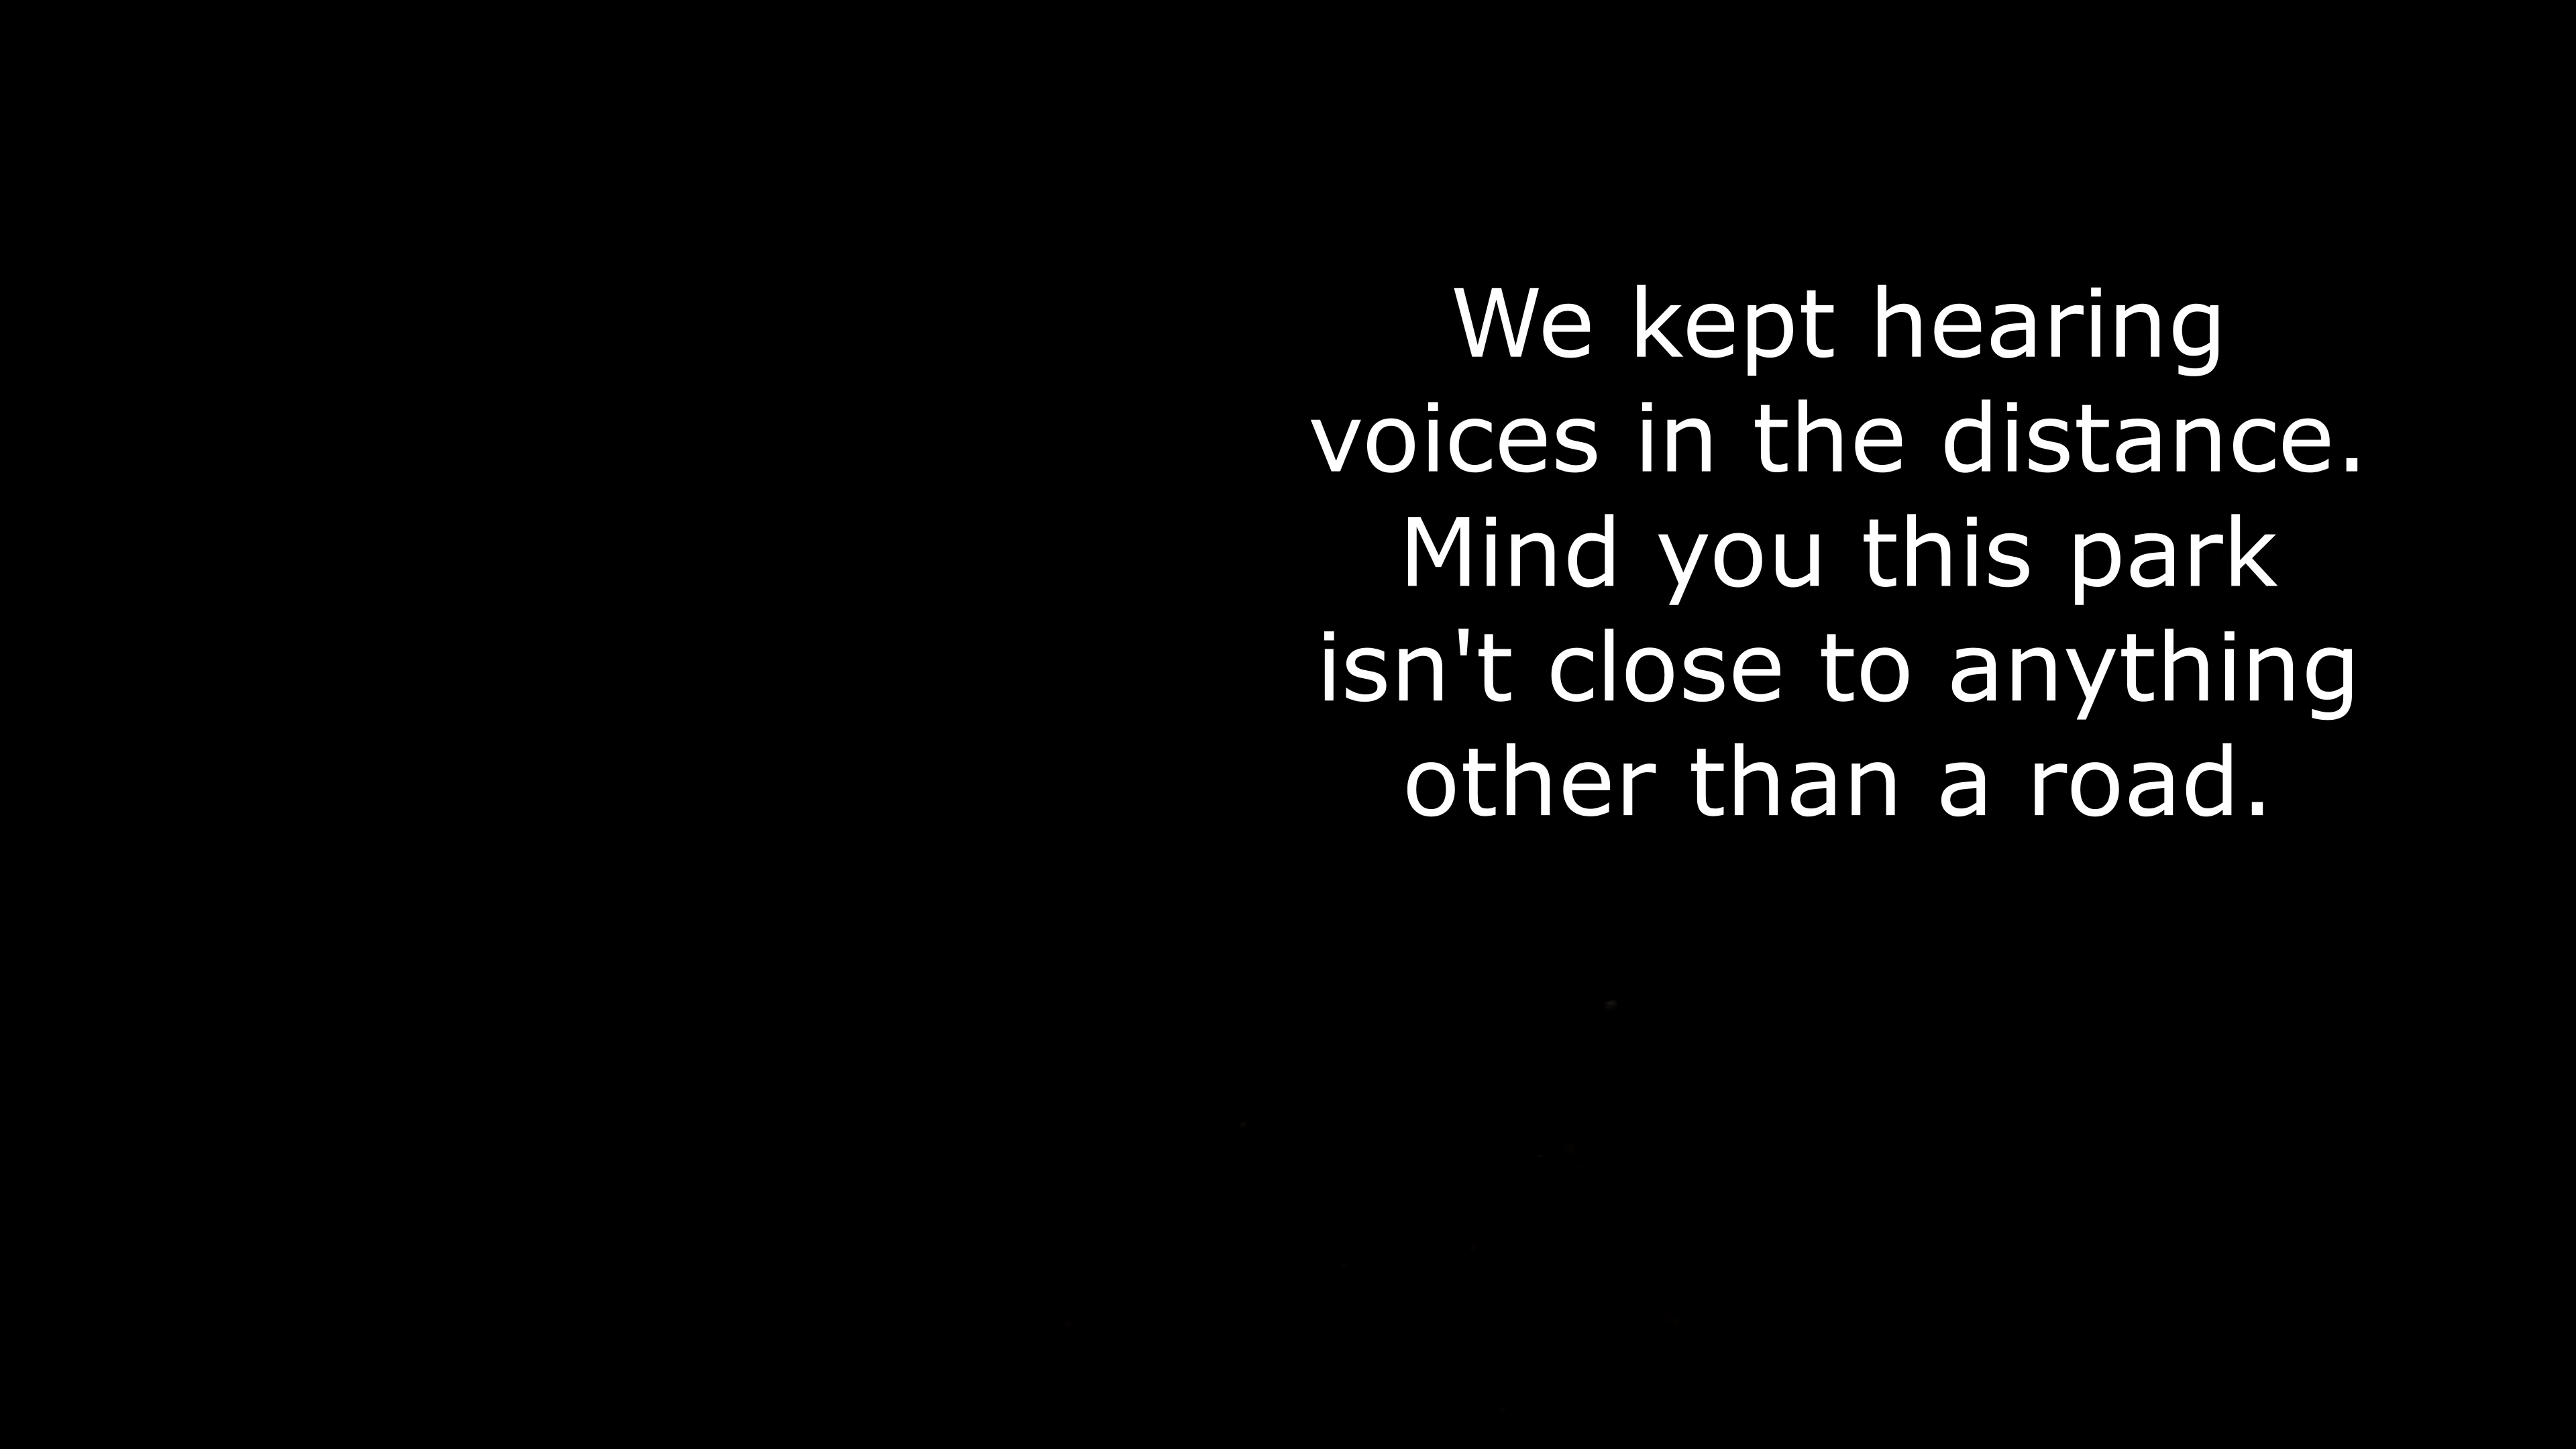 We kept hearing
voices in the distance.
Mind you this park
isn't close to anything
other than a road.